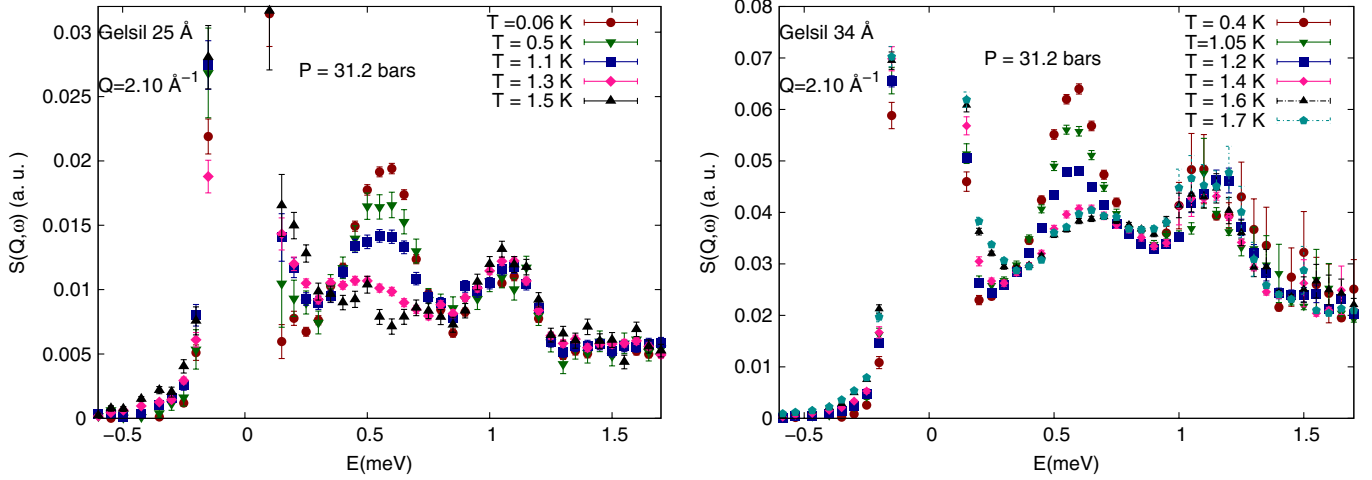 0.03
0.025
0.02
0.015
0.01
0.005
0
S(Q,ω) (a. u.)
Gelsil 25 Å
Q=2.10 Å⁻¹
P = 31.2 bars
T =0.06 K
T = 0.5 K
T = 1.1 K
T = 1.3 K
T = 1.5 K
−0.5 0 0.5 1 1.5
E(meV)
0.08
0.07
0.06
0.05
0.04
0.03
0.02
0.01
0
S(Q,ω) (a. u.)
Gelsil 34 Å
Q=2.10 Å⁻¹
P = 31.2 bars
T = 0.4 K
T=1.05 K
T = 1.2 K
T = 1.4 K
T = 1.6 K
T = 1.7 K
−0.5 0 0.5 1 1.5
E(meV)